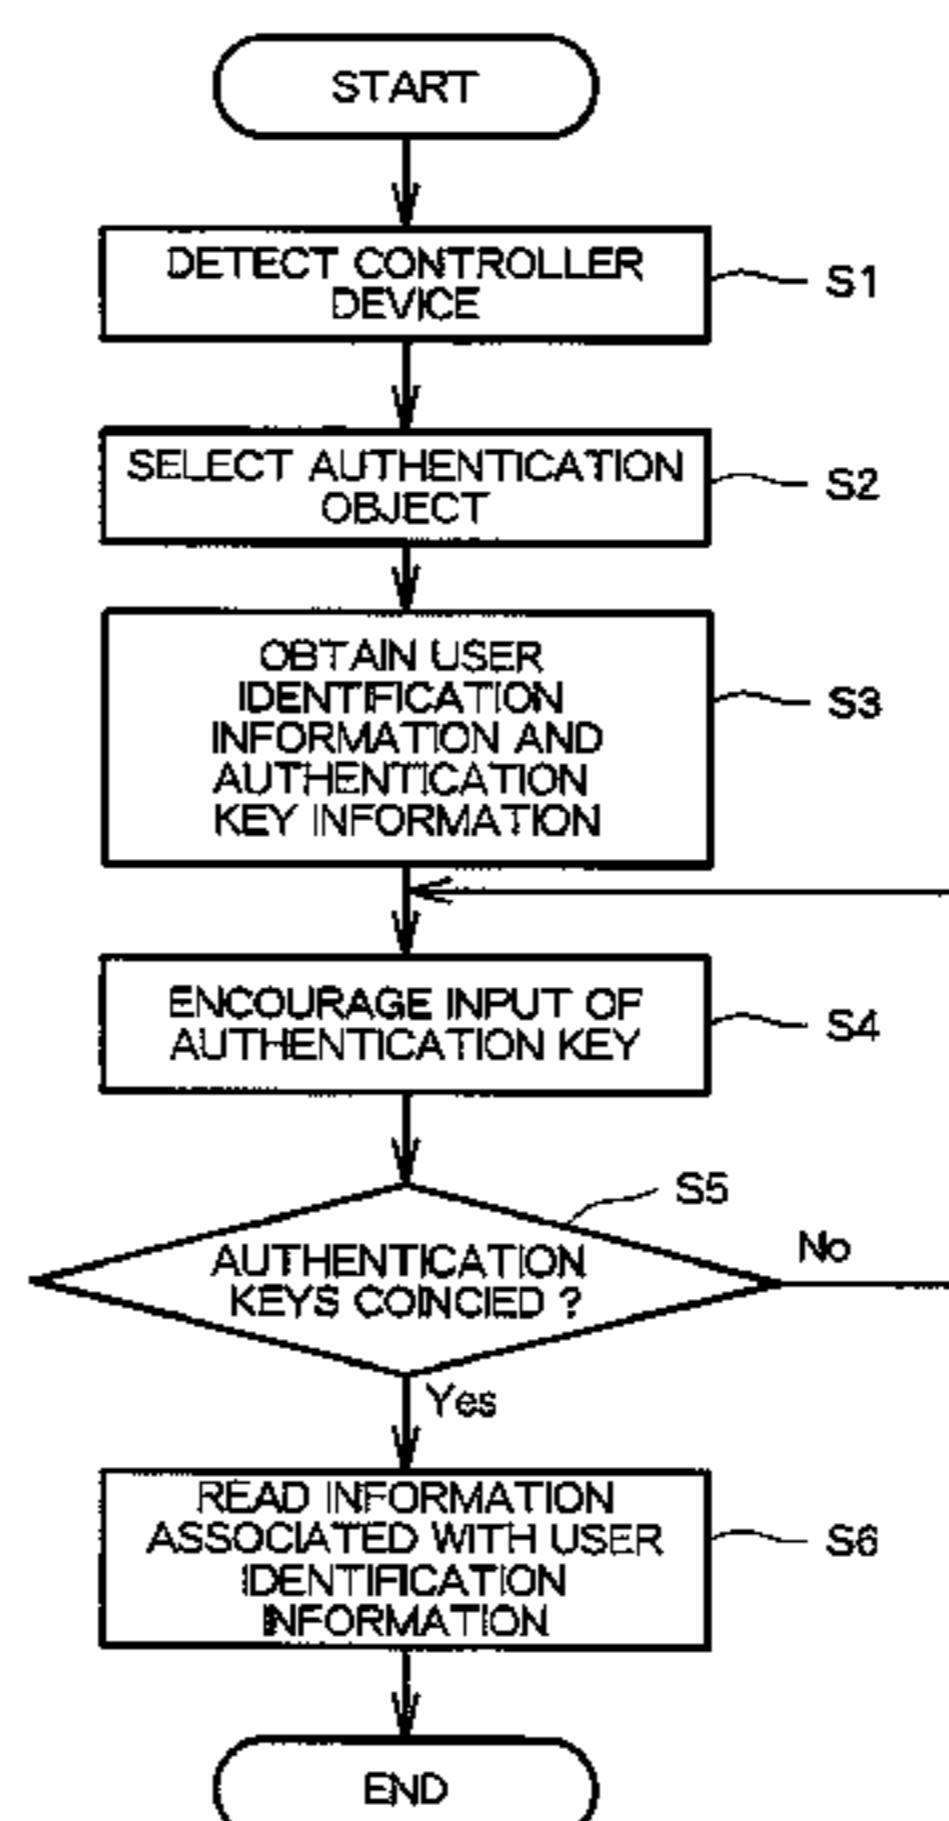 START
DETECT CONTROLLER
DEVICE
S1
SELECT AUTHENTICATION
OBJECT
S2
OBTAIN USER
IDENTIFICATION
INFORMATION AND
AUTHENTICATION
KEY INFORMATION
S3
ENCOURAGE INPUT OF
AUTHENTICATION KEY
S4
S5
AUTHENTICATION
KEYS COINCIED ?
No
Yes
READ INFORMATION
ASSOCIATED WITH USER
IDENTIFICATION
INFORMATION
S6
END